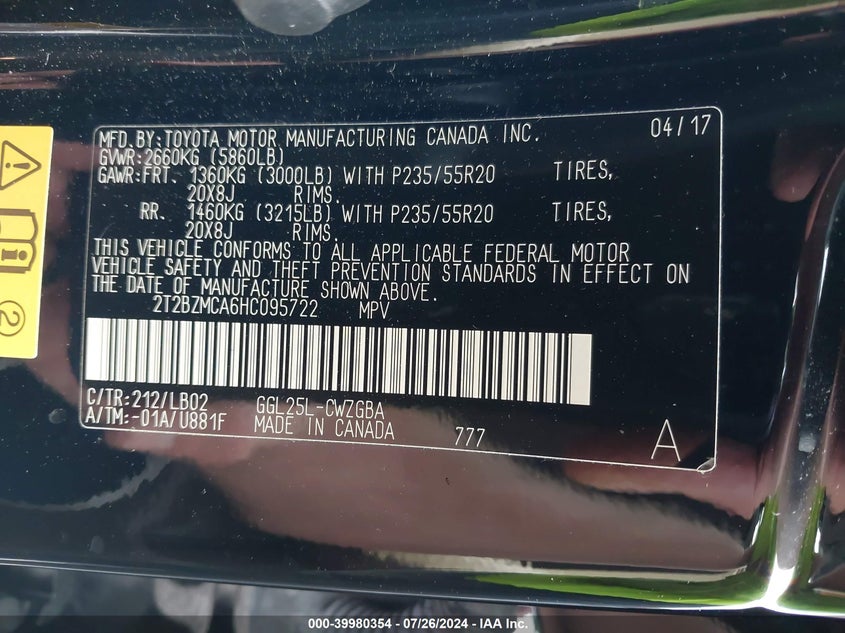 MFD. BY: TOYOTA MOTOR MANUFACTURING CANADA INC. 04/17
GVWR: 2660KG (5860LB)
GAWR: FRT. 1360KG (3000LB) WITH P235/55R20 TIRES,
20X8J RIMS.
RR. 1460KG (3215LB) WITH P235/55R20 TIRES,
20X8J RIMS.
THIS VEHICLE CONFORMS TO ALL APPLICABLE FEDERAL MOTOR
VEHICLE SAFETY AND THEFT PREVENTION STANDARDS IN EFFECT ON
THE DATE OF MANUFACTURE SHOWN ABOVE.
2T2BZMCA6HC095722 MPV
C/TR: 212/LB02 GGL25L-CWZGBA
A/TM: -01A/U881F MADE IN CANADA 777 A
2
000-39980354 - 07/26/2024 - IAA Inc.